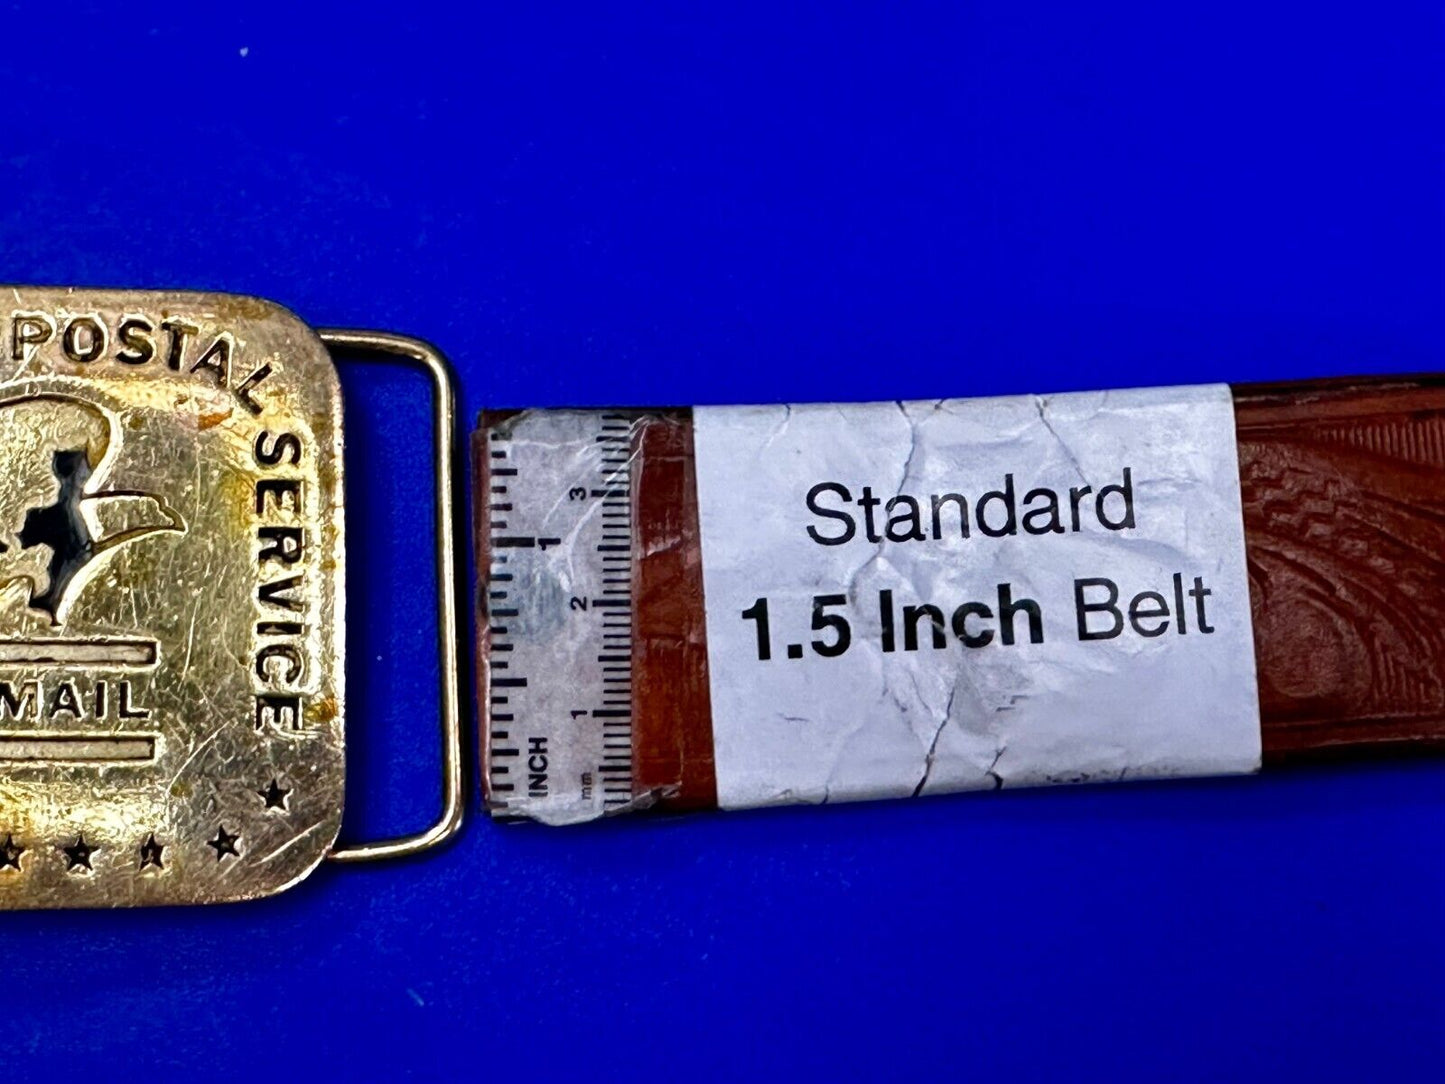 POSTAL SERVICE
MAIL
3
1
2
1
INCH
mm
Standard
1.5 Inch Belt